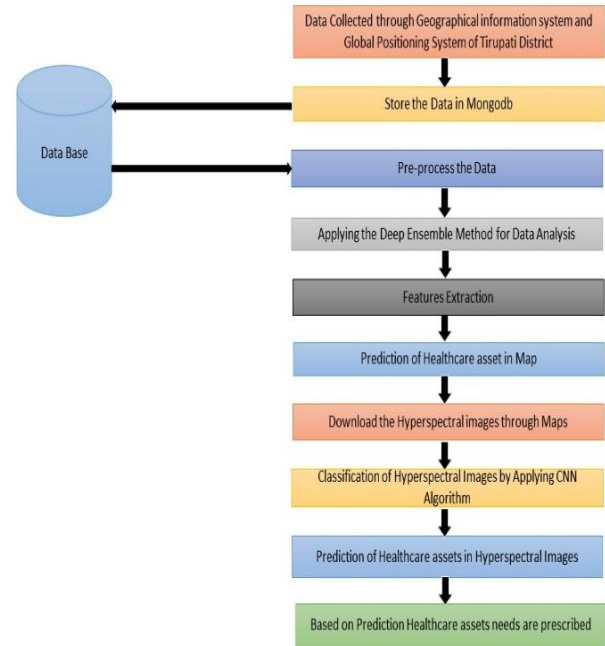 Data Collected through Geographical information system and
Global Positioning System of Tirupati District
Store the Data in Mongodb
Data Base
Pre-process the Data
Applying the Deep Ensemble Method for Data Analysis
Features Extraction
Prediction of Healthcare asset in Map
Download the Hyperspectral images through Maps
Classification of Hyperspectral Images by Applying CNN
Algorithm
Prediction of Healthcare assets in Hyperspectral Images
Based on Prediction Healthcare assets needs are prescribed